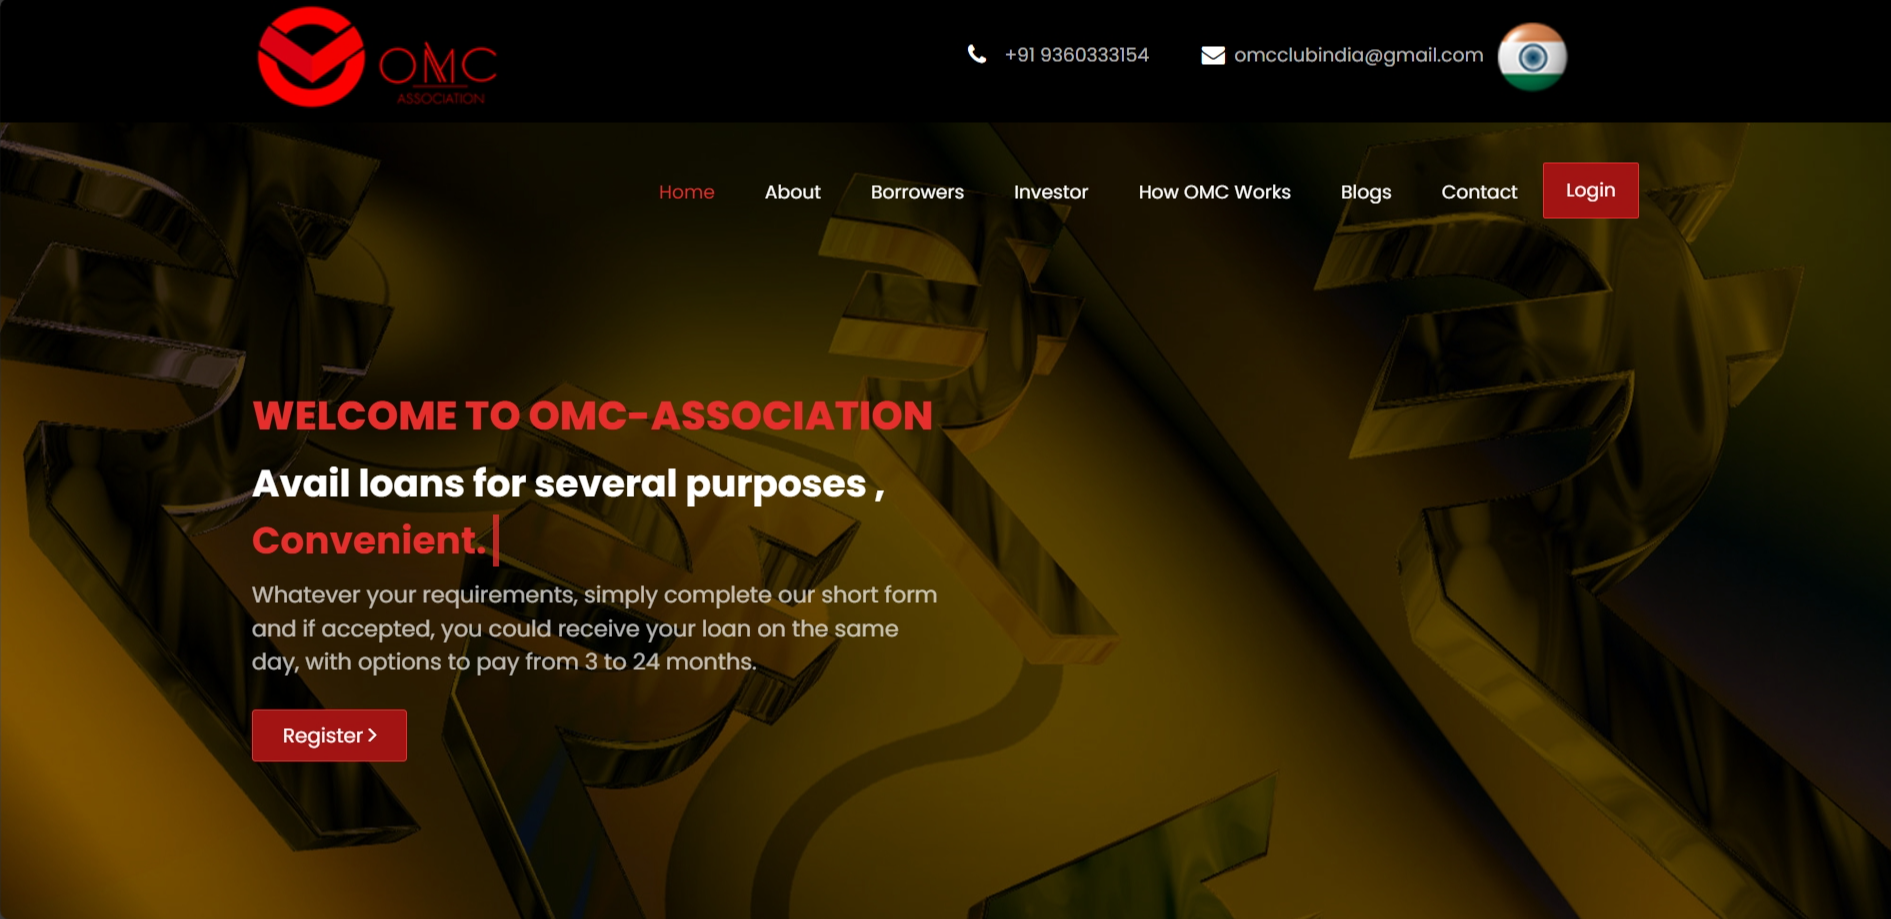 OMC
ASSOCIATION
+91 9360333154
omcclubindia@gmail.com
Home
About
Borrowers
Investor
How OMC Works
Blogs
Contact
Login
WELCOME TO OMC-ASSOCIATION
Avail loans for several purposes ,
Convenient.
Whatever your requirements, simply complete our short form
and if accepted, you could receive your loan on the same
day, with options to pay from 3 to 24 months.
Register